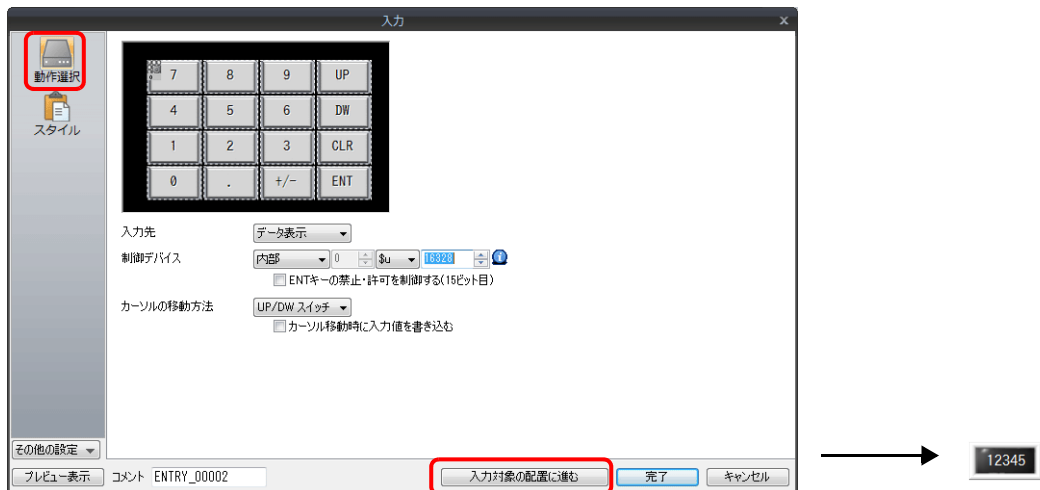 入力 x
動作選択
スタイル
7 8 9 UP
4 5 6 DW
1 2 3 CLR
0 . +/- ENT
入力先 データ表示
制御デバイス 内部 0 $u 16328
ENTキーの禁止・許可を制御する(15ビット目)
カーソルの移動方法 UP/DW スイッチ
カーソル移動時に入力値を書き込む
その他の設定
プレビュー表示 コメント ENTRY_00002 入力対象の配置に進む 完了 キャンセル
12345